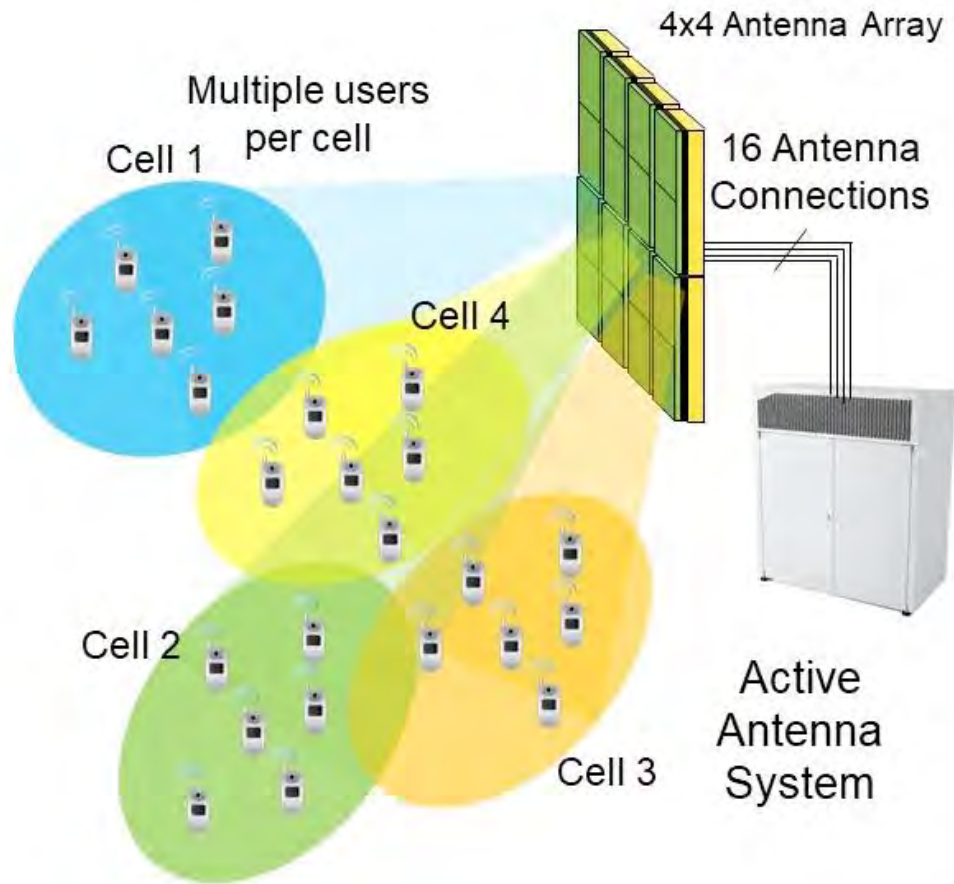 4x4 Antenna Array
Multiple users
per cell
Cell 1
16 Antenna
Connections
Cell 4
Cell 2
Cell 3
Active
Antenna
System